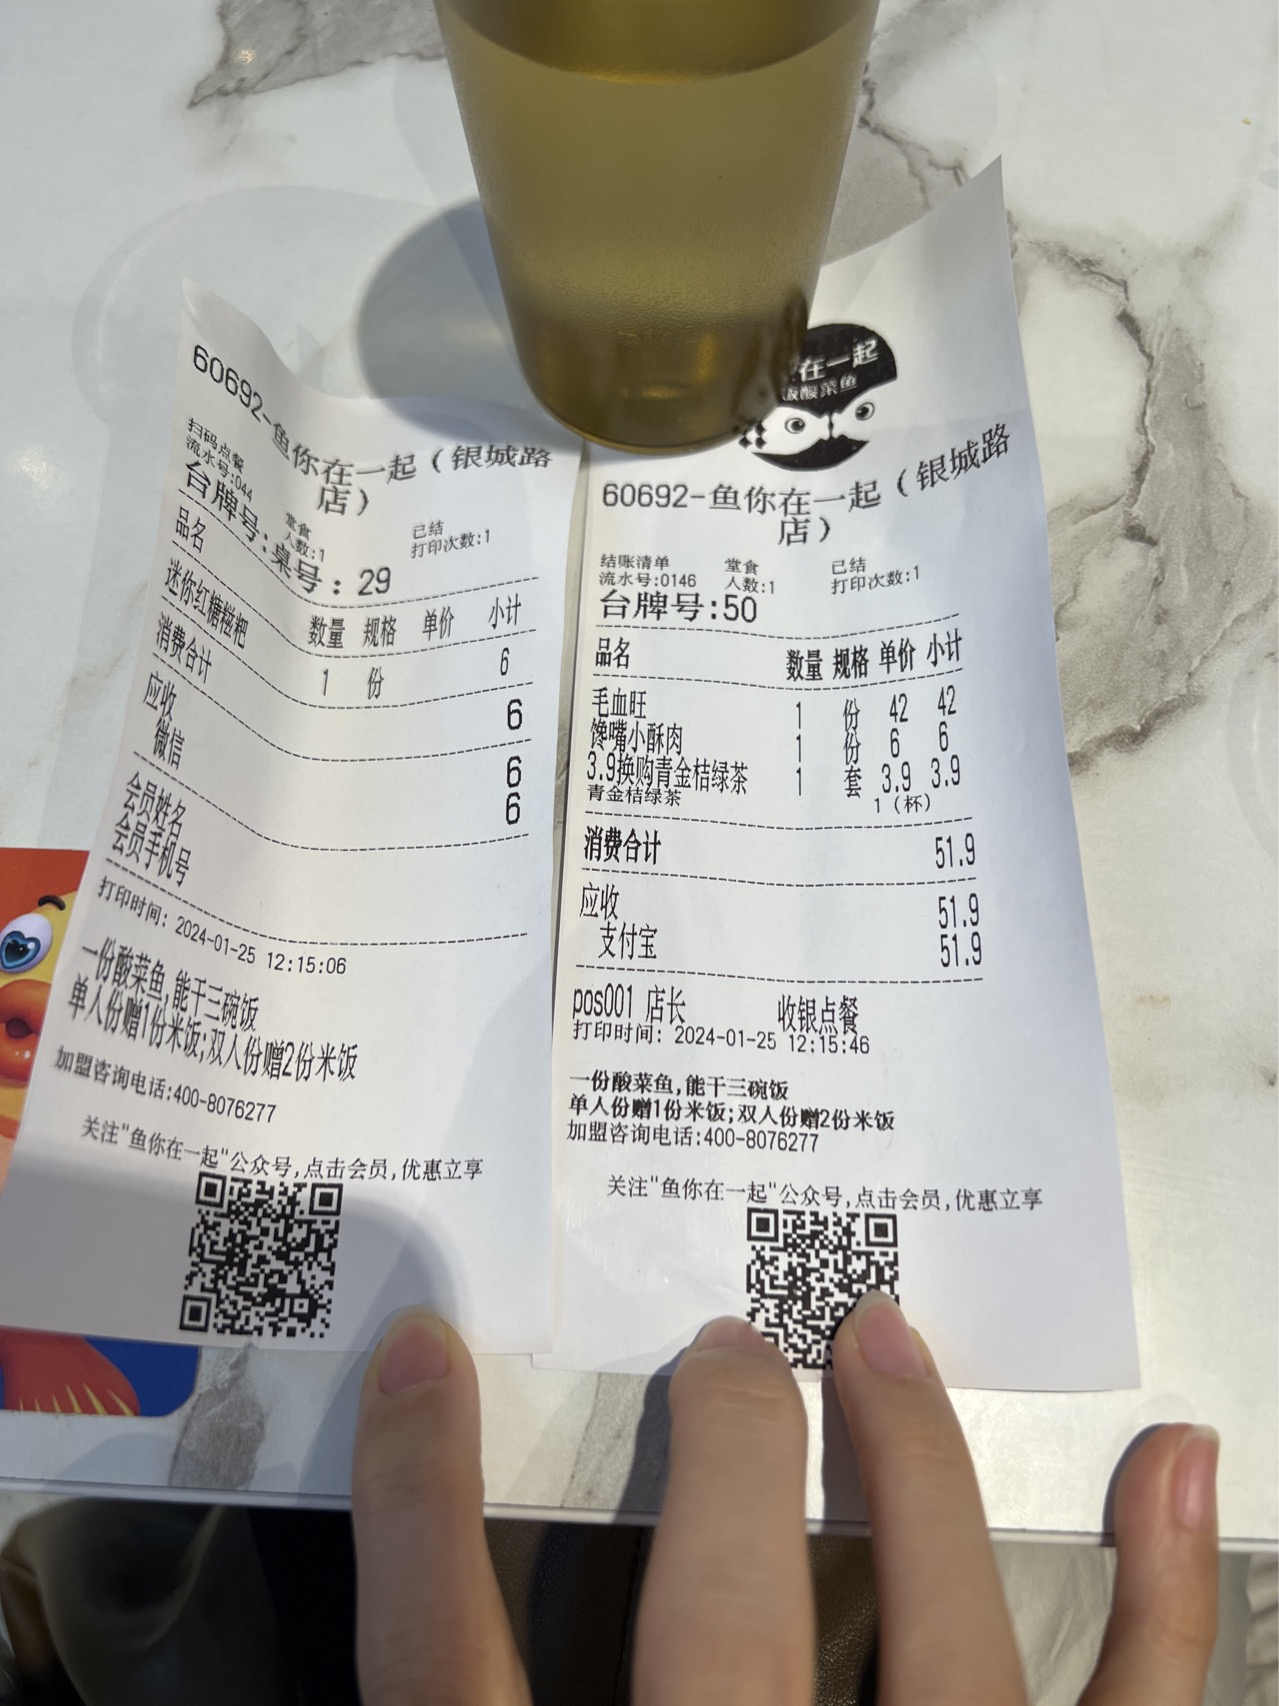 60692-鱼你在一起（银城路
店）
扫码点餐 堂食 已结
流水号:044 人数:1 打印次数:1
台牌号:桌号：29
品名 数量 规格 单价 小计
迷你红糖糍粑 1 份 6
消费合计 6
应收 6
微信 6
会员姓名
会员手机号
打印时间: 2024-01-25 12:15:06
一份酸菜鱼,能干三碗饭
单人份赠1份米饭;双人份赠2份米饭
加盟咨询电话:400-8076277
关注"鱼你在一起"公众号,点击会员,优惠立享
在一起
酸菜鱼
60692-鱼你在一起（银城路
店）
结账清单 堂食 已结
流水号:0146 人数:1 打印次数:1
台牌号:50
品名 数量 规格 单价 小计
毛血旺 1 份 42 42
馋嘴小酥肉 1 份 6 6
3.9换购青金桔绿茶 1 套 3.9 3.9
青金桔绿茶 1（杯）
消费合计 51.9
应收 51.9
支付宝 51.9
pos001 店长 收银点餐
打印时间: 2024-01-25 12:15:46
一份酸菜鱼,能干三碗饭
单人份赠1份米饭;双人份赠2份米饭
加盟咨询电话:400-8076277
关注"鱼你在一起"公众号,点击会员,优惠立享